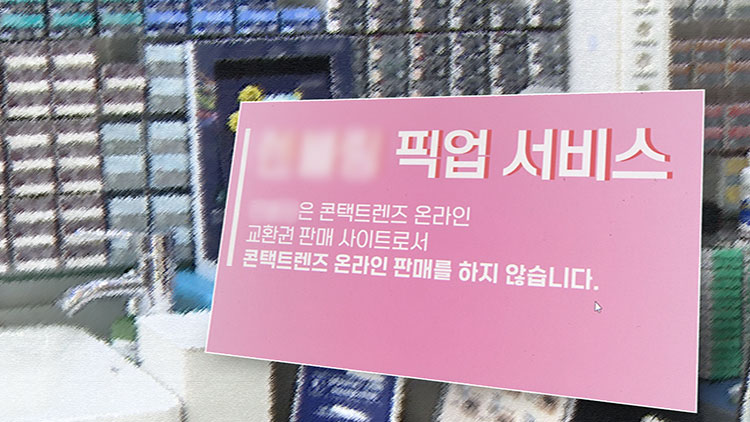 픽업 서비스
은 콘택트렌즈 온라인
교환권 판매 사이트로서
콘택트렌즈 온라인 판매를 하지 않습니다.